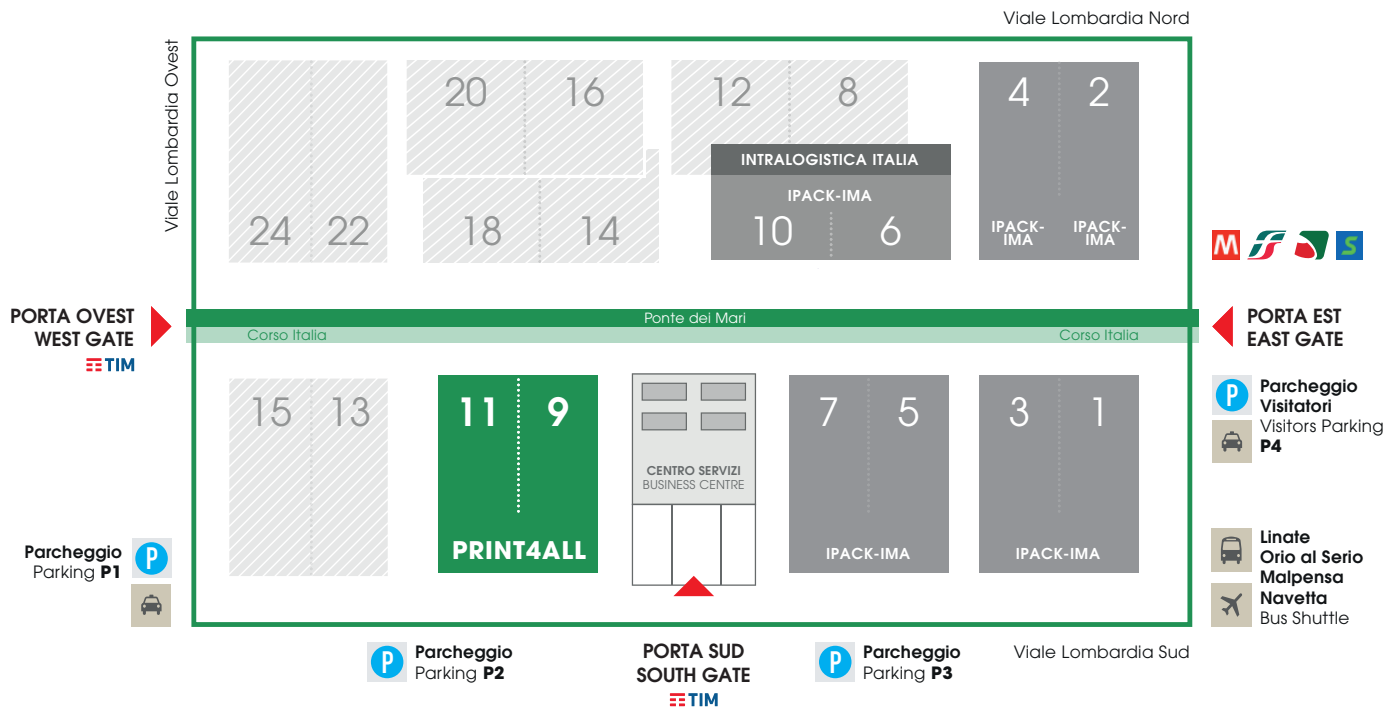 Viale Lombardia Nord
Viale Lombardia Ovest
20 16
12 8
4 2
INTRALOGISTICA ITALIA
IPACK-IMA
10 6
24 22
18 14
IPACK-
IMA
IPACK-
IMA
M FS S
PORTA OVEST
WEST GATE
TIM
Ponte dei Mari
Corso Italia
Corso Italia
PORTA EST
EAST GATE
15 13
11 9
PRINT4ALL
CENTRO SERVIZI
BUSINESS CENTRE
7 5
IPACK-IMA
3 1
IPACK-IMA
P
Parcheggio
Visitatori
Visitors Parking
P4
Parcheggio
Parking P1
P
Linate
Orio al Serio
Malpensa
Navetta
Bus Shuttle
P
Parcheggio
Parking P2
PORTA SUD
SOUTH GATE
TIM
P
Parcheggio
Parking P3
Viale Lombardia Sud